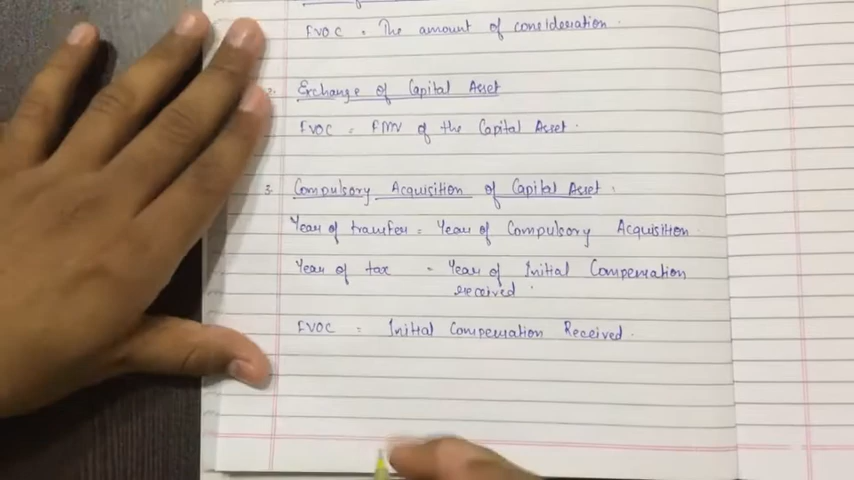 FVOC = The amount of consideration.
2. Exchange of Capital Asset
FVOC = FMV of the Capital Asset.
3. Compulsory Acquisition of Capital Asset.
Year of transfer = Year of Compulsory Acquisition
Year of tax = Year of Initial Compensation
received.
FVOC = Initial Compensation Received.